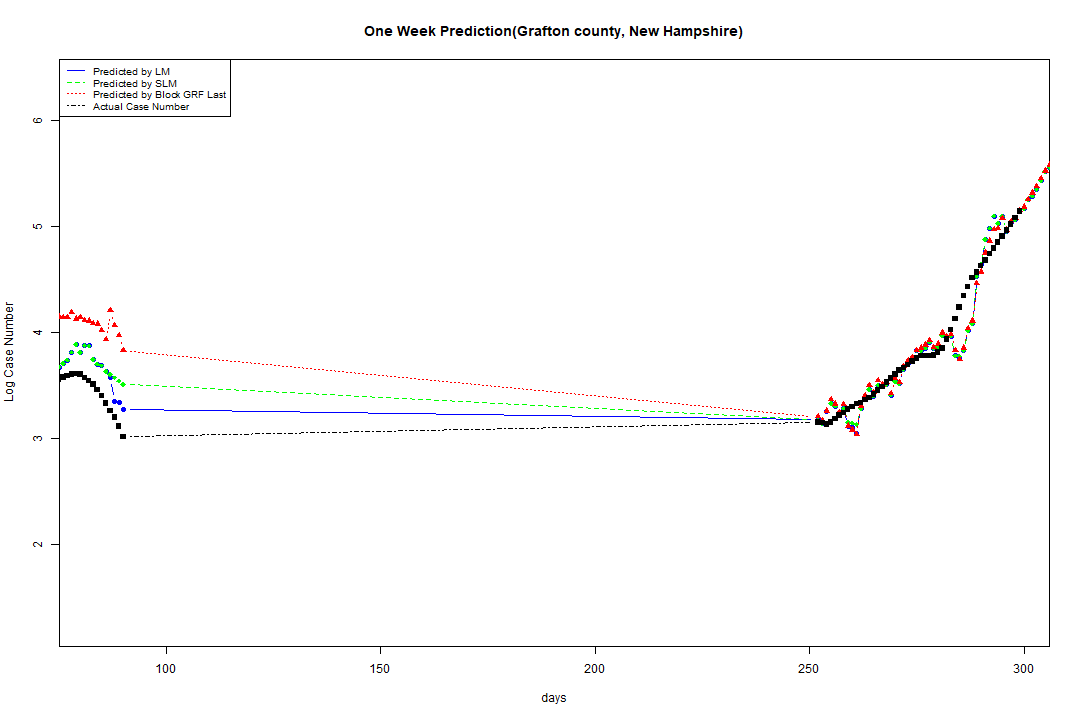 One Week Prediction(Grafton county, New Hampshire)
Predicted by LM
Predicted by SLM
Predicted by Block GRF Last
Actual Case Number
Log Case Number
6
5
4
3
2
100 150 200 250 300
days